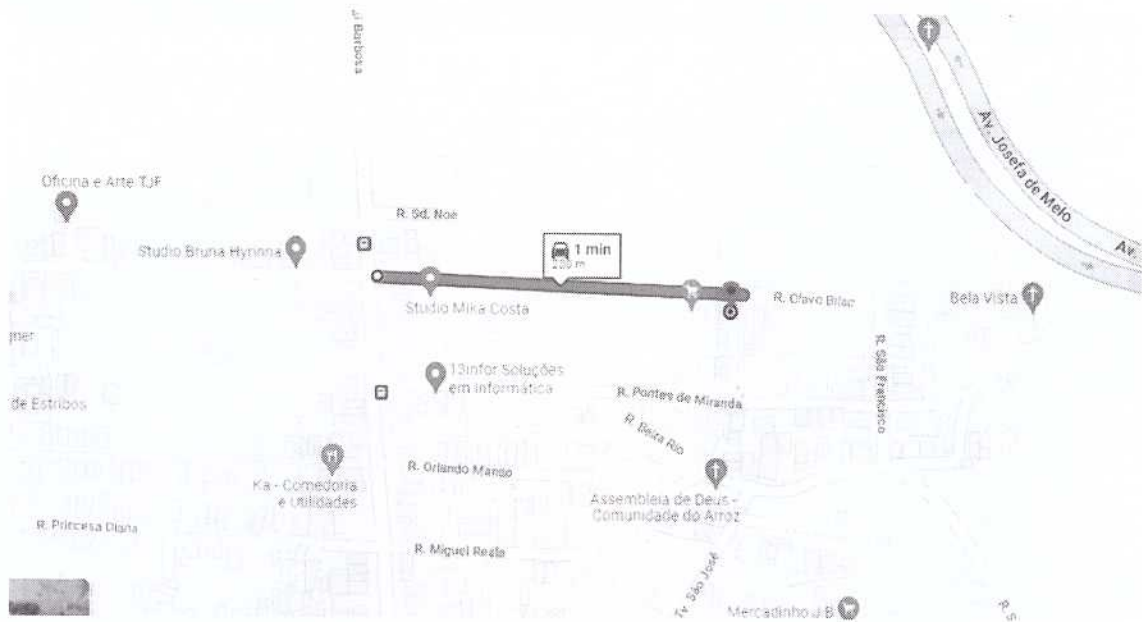 Barbosa
Av. Josefa de Melo
Av.
Oficina e Arte TJF
R. Sd. Noe
Studio Bruna Hyrinna
1 min
R. Olavo Bilac
Bela Vista
Studio Mika Costa
R. São Francisco
13infor Soluções
em Informática
R. Pontes de Miranda
de Estribos
R. Beira Rio
R. Orlando Manso
Ka - Comedoria
e Utilidades
Assembleia de Deus -
Comunidade do Arroz
R. Princesa Diana
R. Miguel Reale
Tv. São José
Mercadinho J.B